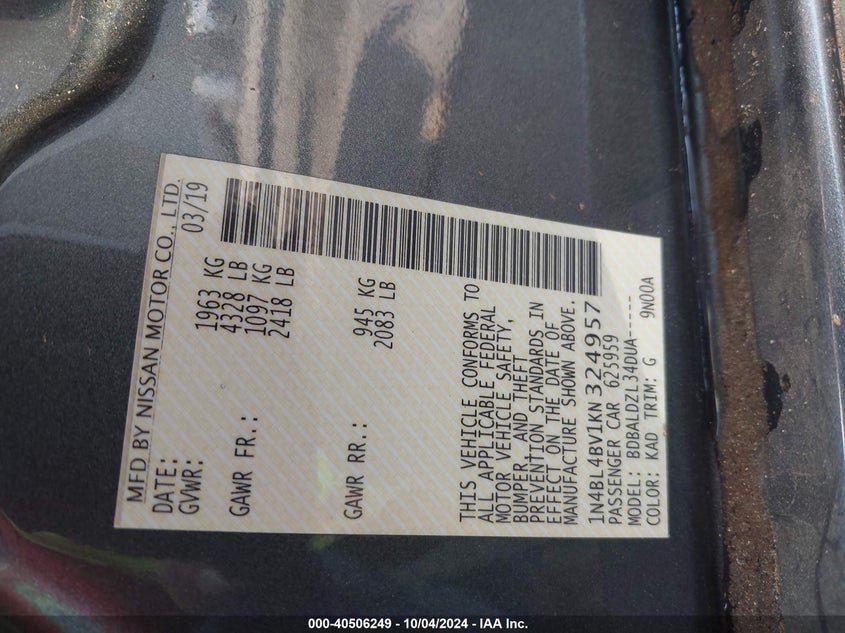 MFD BY NISSAN MOTOR CO., LTD.
DATE: 03/19
GVWR: 1963 KG
4328 LB
GAWR FR.: 1097 KG
2418 LB
GAWR RR.: 945 KG
2083 LB
THIS VEHICLE CONFORMS TO
ALL APPLICABLE FEDERAL
MOTOR VEHICLE SAFETY,
BUMPER, AND THEFT
PREVENTION STANDARDS IN
EFFECT ON THE DATE OF
MANUFACTURE SHOWN ABOVE.
1N4BL4BV1KN324957
PASSENGER CAR 625959
MODEL: BDBALDZL34DUA-----
COLOR: KAD TRIM: G 9N00A
000-40506249 - 10/04/2024 - IAA Inc.